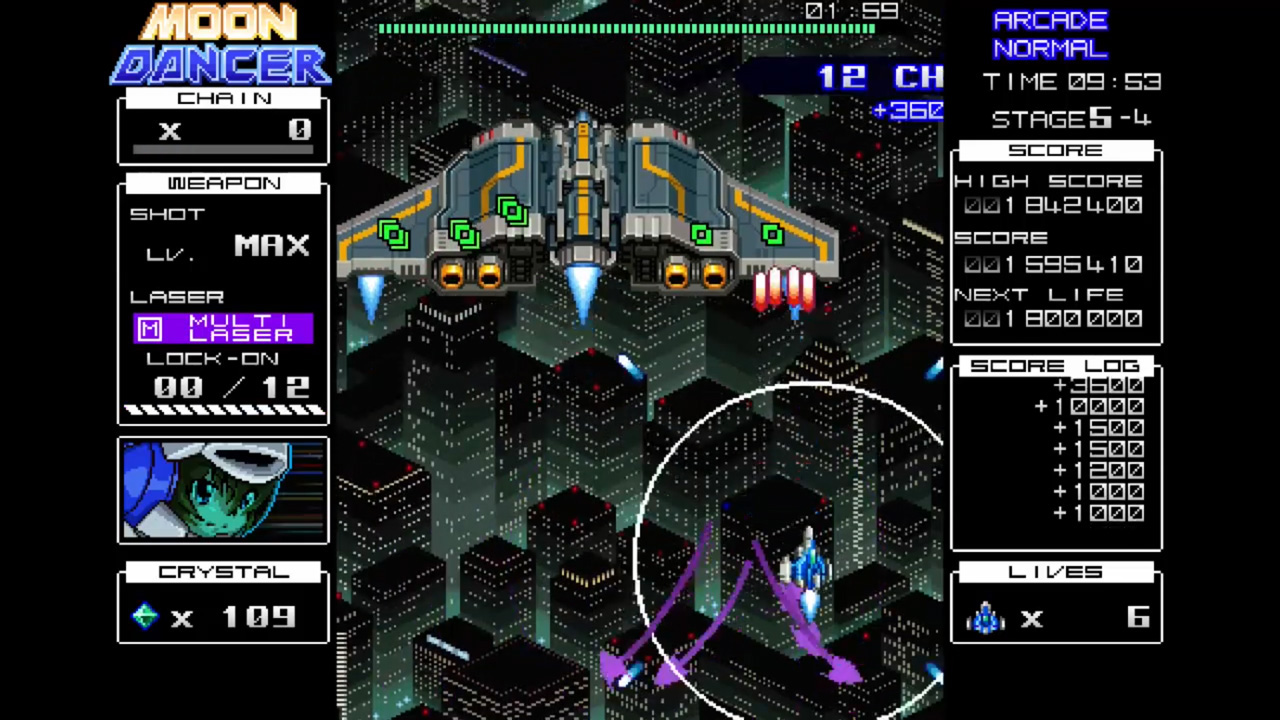 MOON
DANCER
CHAIN
x 0
WEAPON
SHOT
LV. MAX
LASER
M MULTI
LASER
LOCK-ON
00 / 12
CRYSTAL
x 109
01:59
12 CH
+360
ARCADE
NORMAL
TIME 09:53
STAGE 5-4
SCORE
HIGH SCORE
001842400
SCORE
001595410
NEXT LIFE
001800000
SCORE LOG
+3600
+10000
+1500
+1500
+1200
+1000
+1000
LIVES
x 6